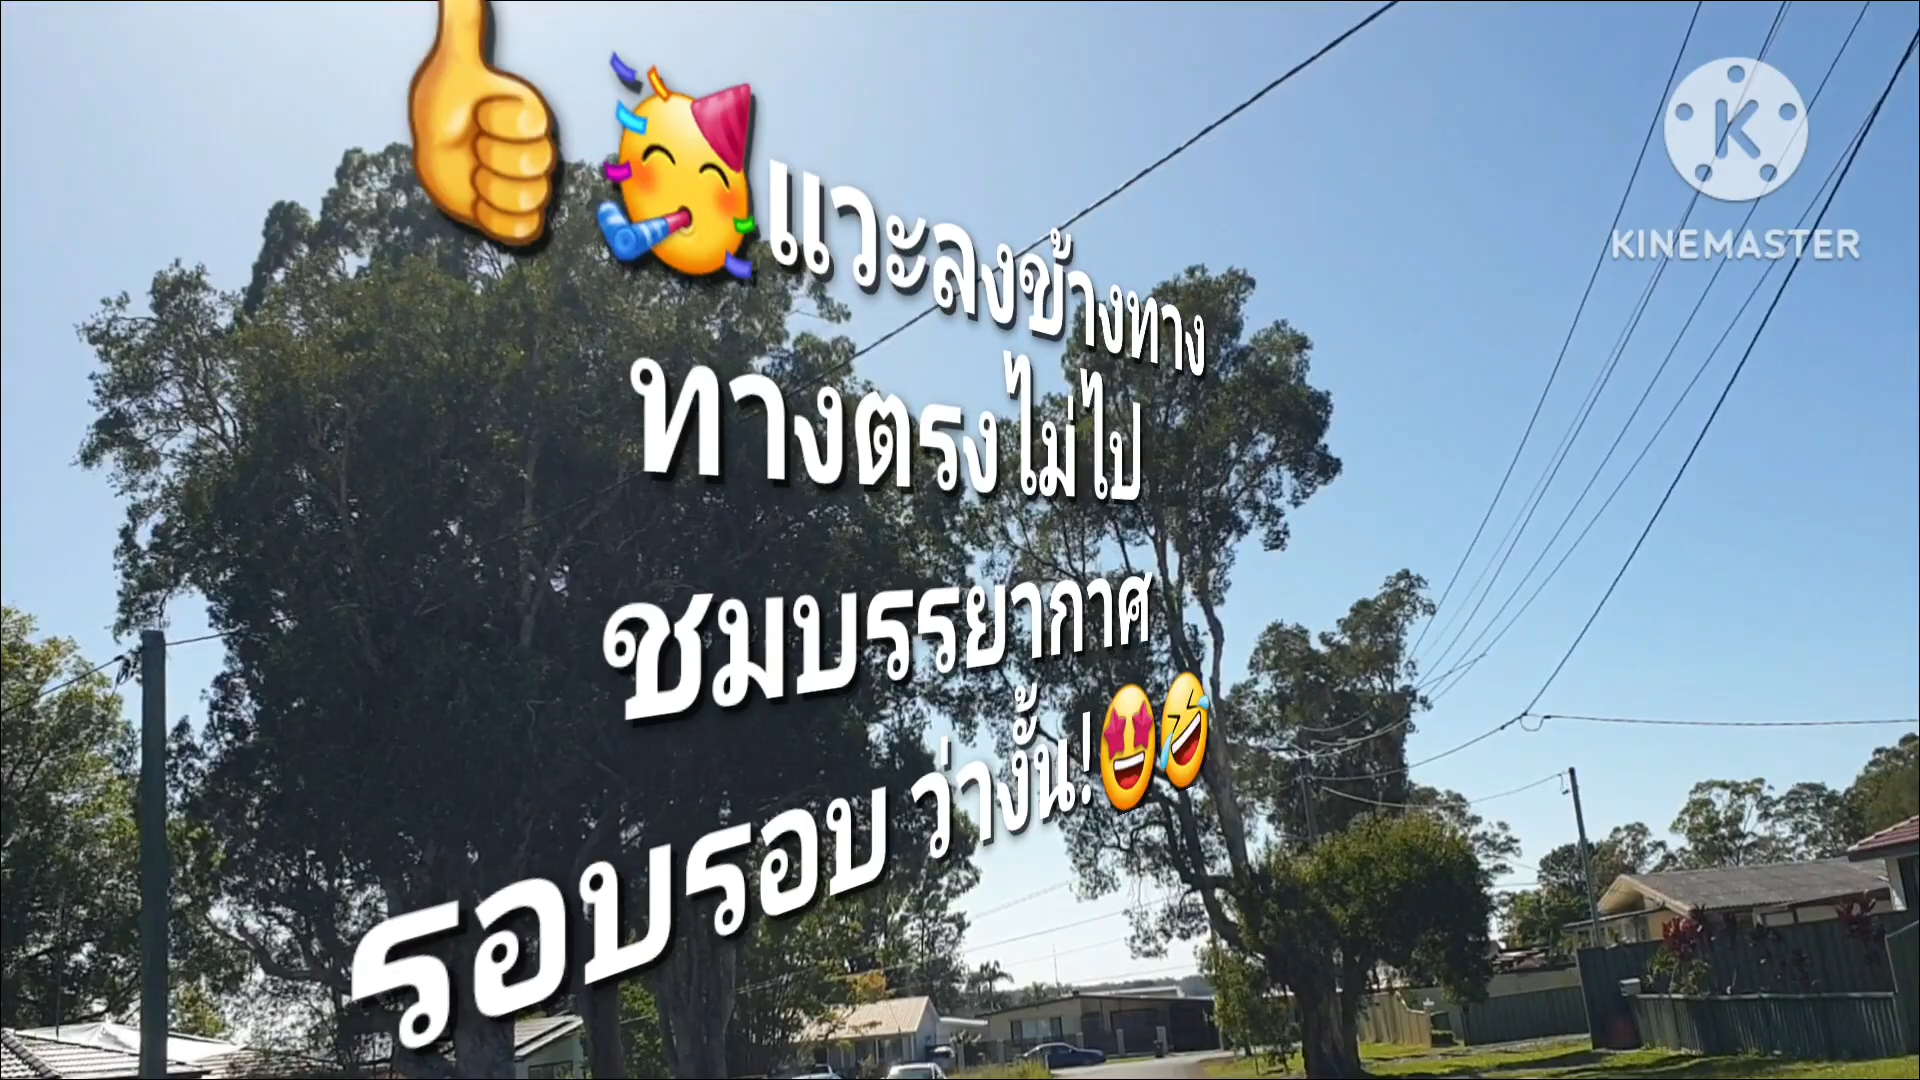 👍🥳แวะลงข้างทาง
ทางตรงไม่ไป
ชมบรรยากาศ
รอบรอบ ว่างั้น!🤩🤣
K
KINEMASTER